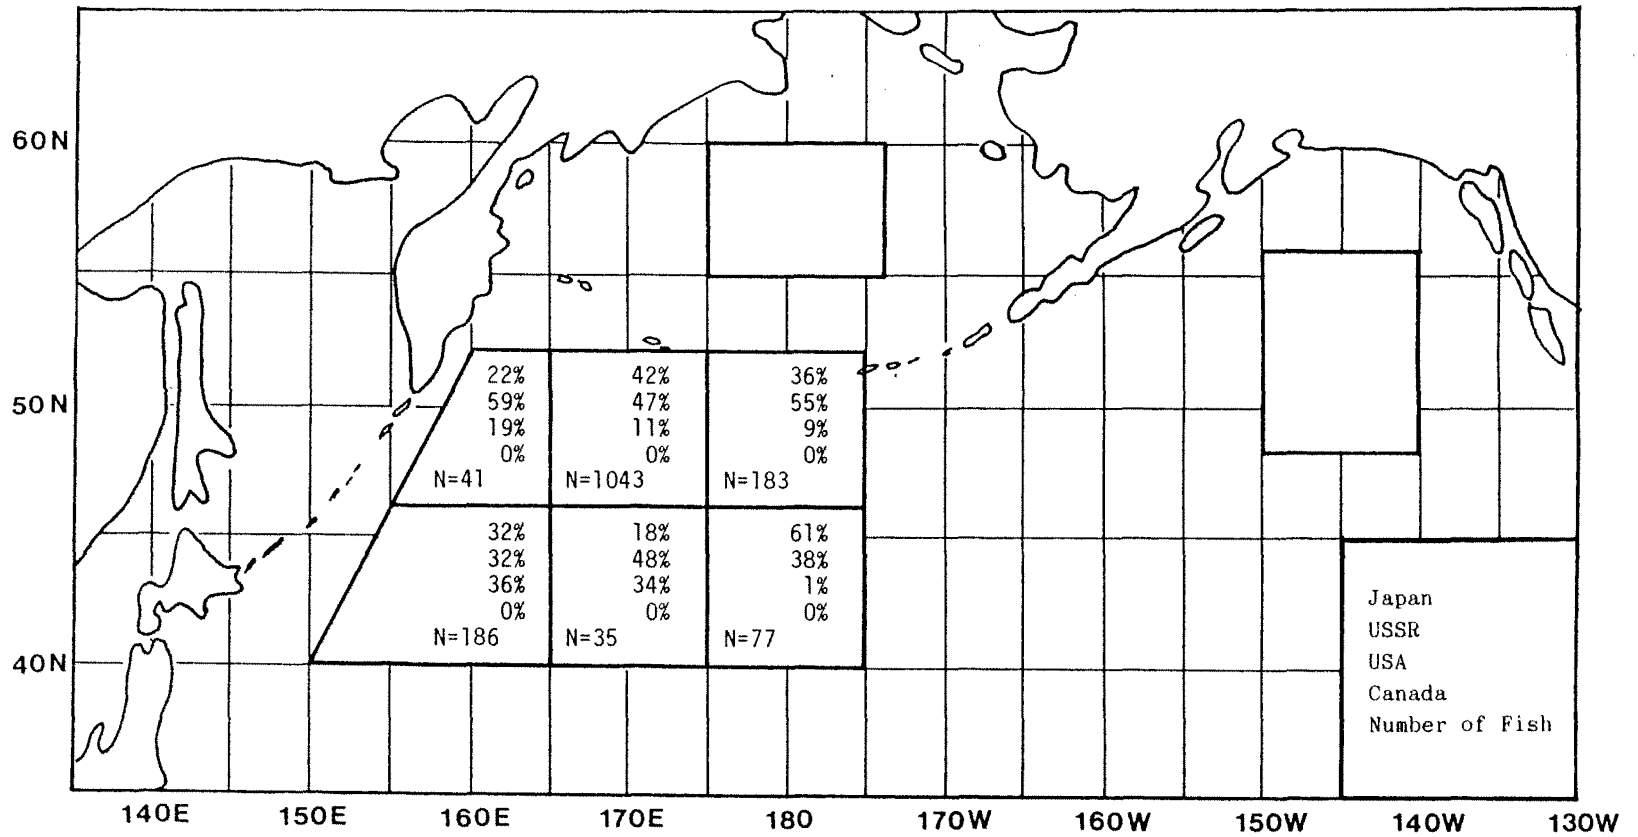 60N
50N
40N
22%
59%
19%
0%
N=41
42%
47%
11%
0%
N=1043
36%
55%
9%
0%
N=183
32%
32%
36%
0%
N=186
18%
48%
34%
0%
N=35
61%
38%
1%
0%
N=77
Japan
USSR
USA
Canada
Number of Fish
140E 150E 160E 170E 180 170W 160W 150W 140W 130W